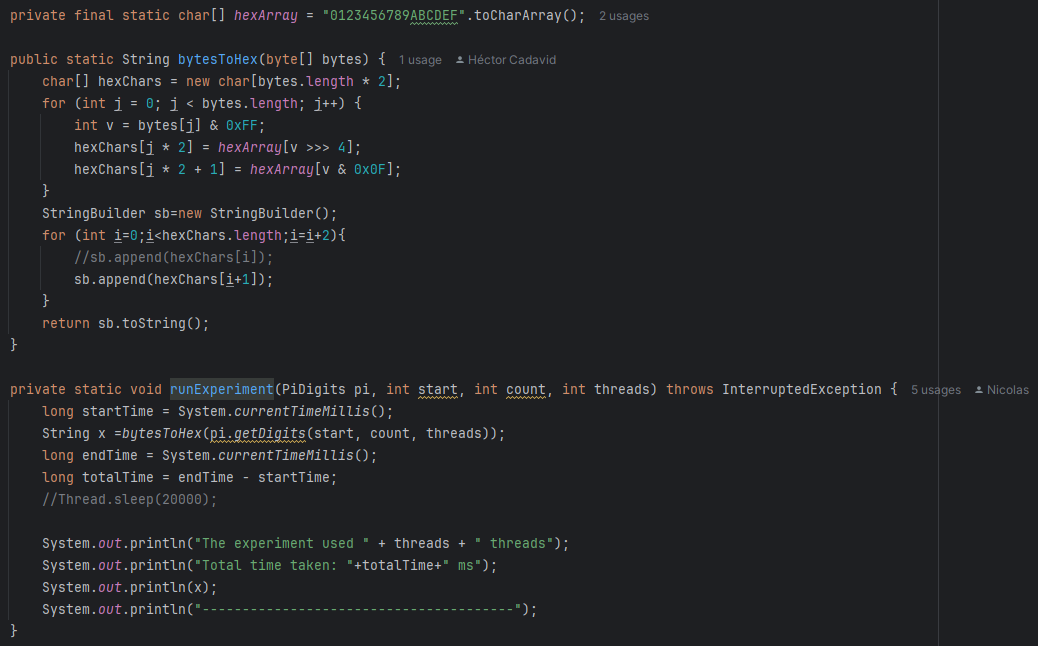 private final static char[] hexArray = "0123456789ABCDEF".toCharArray();  2 usages

public static String bytesToHex(byte[] bytes) {  1 usage  Héctor Cadavid
    char[] hexChars = new char[bytes.length * 2];
    for (int j = 0; j < bytes.length; j++) {
        int v = bytes[j] & 0xFF;
        hexChars[j * 2] = hexArray[v >>> 4];
        hexChars[j * 2 + 1] = hexArray[v & 0x0F];
    }
    StringBuilder sb=new StringBuilder();
    for (int i=0;i<hexChars.length;i=i+2){
        //sb.append(hexChars[i]);
        sb.append(hexChars[i+1]);
    }
    return sb.toString();
}

private static void runExperiment(PiDigits pi, int start, int count, int threads) throws InterruptedException {  5 usages  Nicolas
    long startTime = System.currentTimeMillis();
    String x =bytesToHex(pi.getDigits(start, count, threads));
    long endTime = System.currentTimeMillis();
    long totalTime = endTime - startTime;
    //Thread.sleep(20000);

    System.out.println("The experiment used " + threads + " threads");
    System.out.println("Total time taken: "+totalTime+" ms");
    System.out.println(x);
    System.out.println("---------------------------------------");
}